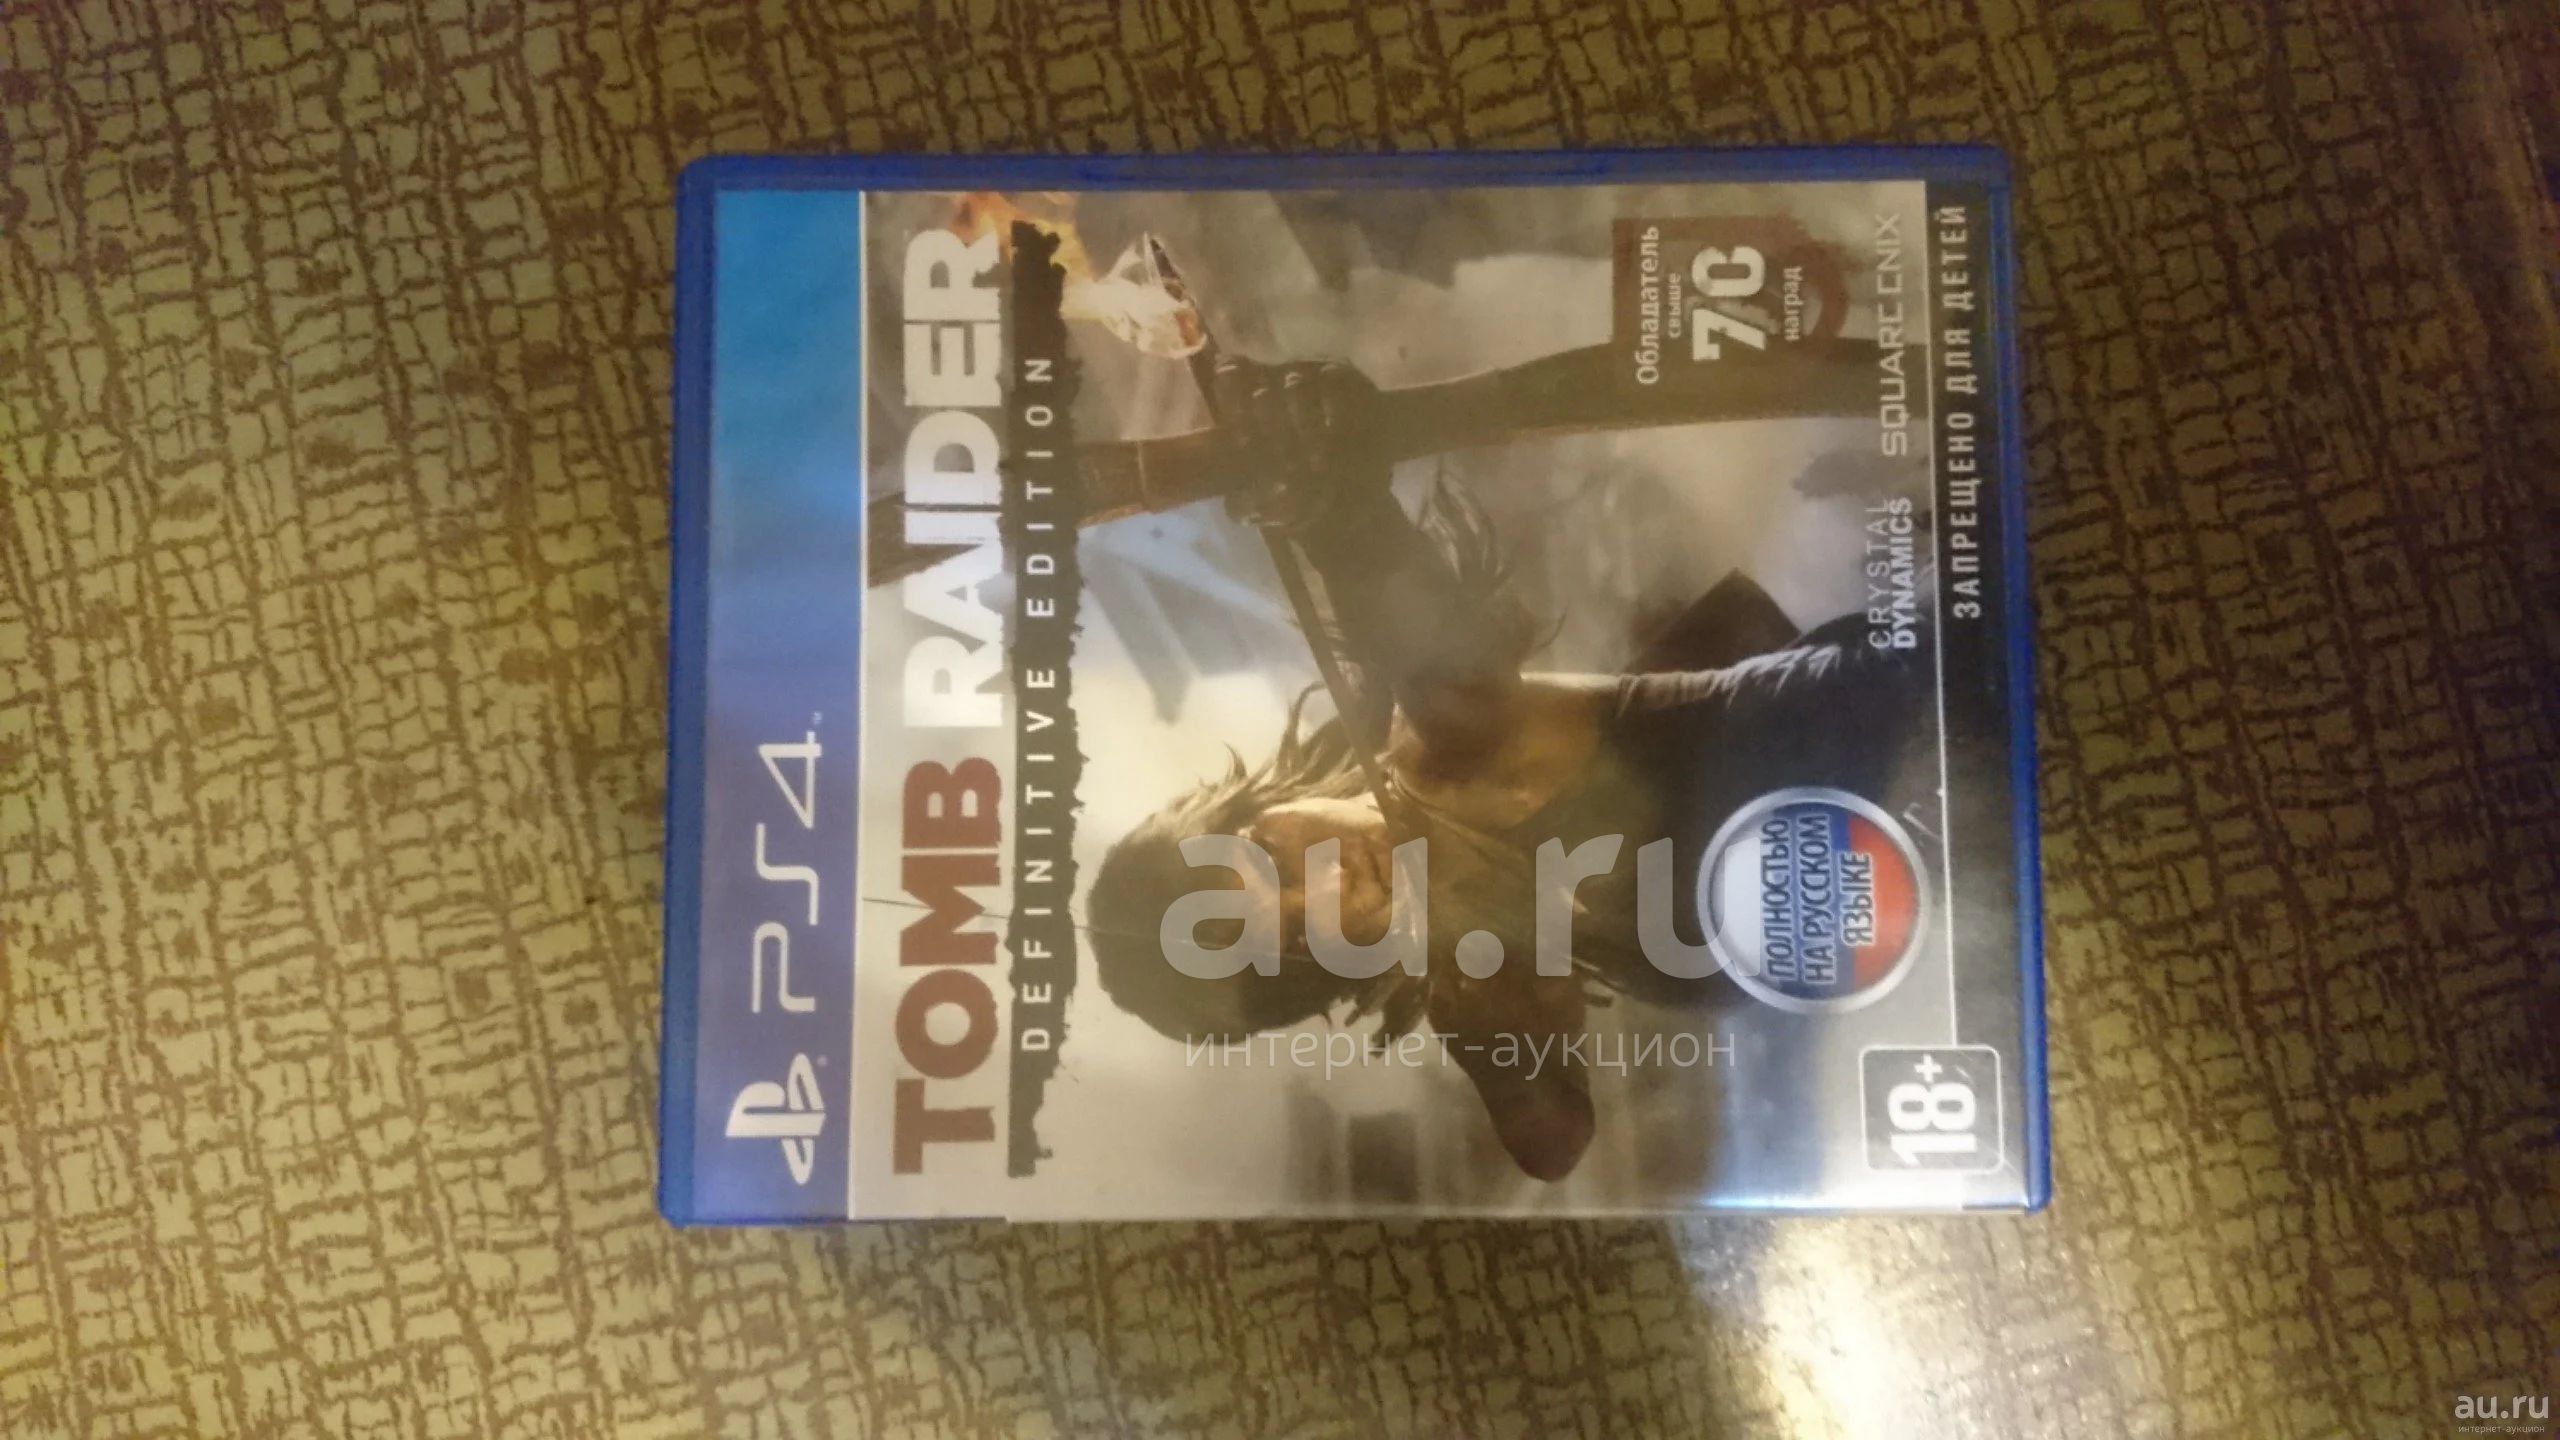 PS4™
TOMB RAIDER
DEFINITIVE EDITION
Обладатель
свыше
70
наград
ПОЛНОСТЬЮ
НА РУССКОМ
ЯЗЫКЕ
CRYSTAL
DYNAMICS
SQUARE ENIX
18+
ЗАПРЕЩЕНО ДЛЯ ДЕТЕЙ
au.ru
интернет-аукцион
au.ru
интернет-аукцион